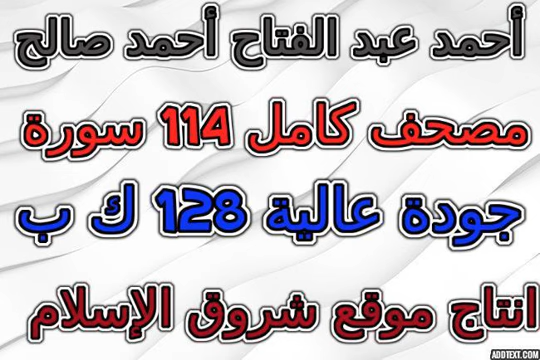 أحمد عبد الفتاح أحمد صالح
مصحف كامل 114 سورة
جودة عالية 128 ك ب
انتاج موقع شروق الإسلام
ADDTEXT.COM